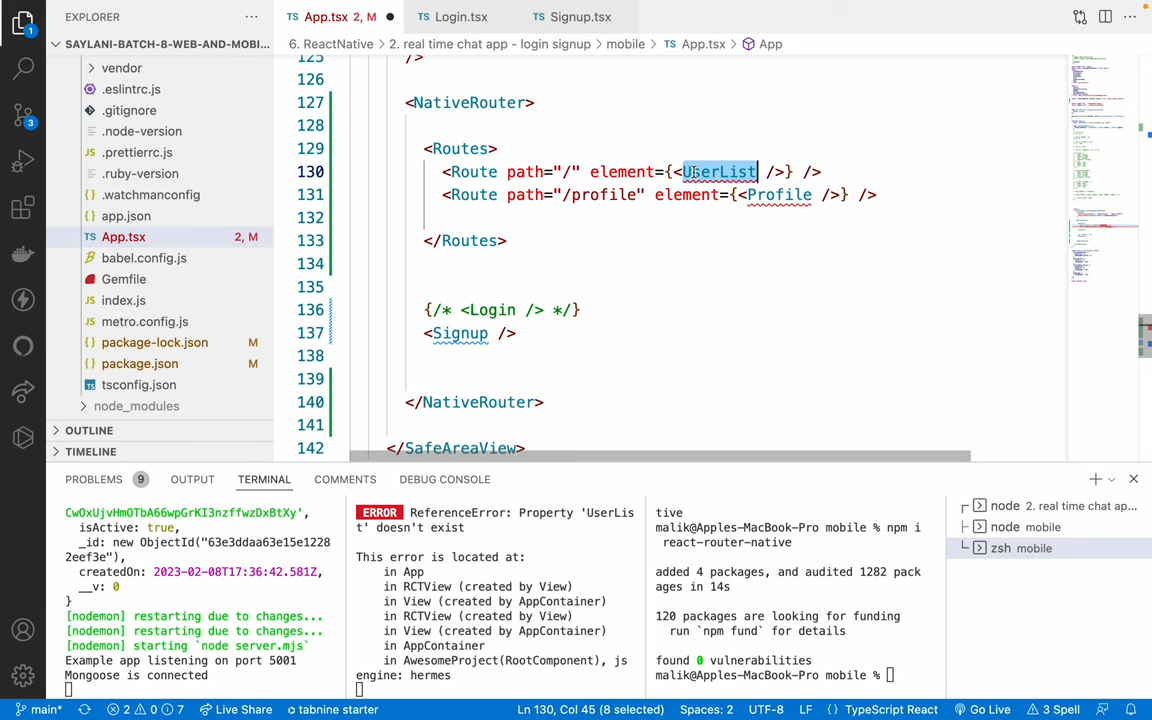 EXPLORER
App.tsx 2, M
Login.tsx
Signup.tsx
SAYLANI-BATCH-8-WEB-AND-MOBI...
6. ReactNative > 2. real time chat app - login signup > mobile > TS App.tsx > App
vendor
.eslintrc.js
.gitignore
.node-version
.prettierrc.js
.ruby-version
.watchmanconfig
app.json
TS App.tsx 2, M
babel.config.js
Gemfile
index.js
metro.config.js
package-lock.json M
package.json M
tsconfig.json
node_modules
OUTLINE
TIMELINE
125 />
126
127 <NativeRouter>
128
129 <Routes>
130 <Route path="/" element={<UserList />} />
131 <Route path="/profile" element={<Profile />} />
132
133 </Routes>
134
135
136 {/* <Login /> */}
137 <Signup />
138
139
140 </NativeRouter>
141
142 </SafeAreaView>
PROBLEMS 9 OUTPUT TERMINAL COMMENTS DEBUG CONSOLE
CwOxUjvHmOTbA66wpGrKI3nzffwzDxBtXy',
isActive: true,
_id: new ObjectId("63e3ddaa63e15e1228
2eef3e"),
createdOn: 2023-02-08T17:36:42.581Z,
__v: 0
}
[nodemon] restarting due to changes...
[nodemon] restarting due to changes...
[nodemon] starting `node server.mjs`
Example app listening on port 5001
Mongoose is connected
ERROR ReferenceError: Property 'UserLis
t' doesn't exist
This error is located at:
in App
in RCTView (created by View)
in View (created by AppContainer)
in RCTView (created by View)
in View (created by AppContainer)
in AppContainer
in AwesomeProject(RootComponent), js
engine: hermes
tive
malik@Apples-MacBook-Pro mobile % npm i
react-router-native
added 4 packages, and audited 1282 pack
ages in 14s
120 packages are looking for funding
run `npm fund` for details
found 0 vulnerabilities
malik@Apples-MacBook-Pro mobile %
node 2. real time chat ap...
node mobile
zsh mobile
main* 2 0 7 Live Share tabnine starter Ln 130, Col 45 (8 selected) Spaces: 2 UTF-8 LF {} TypeScript React Go Live 3 Spell